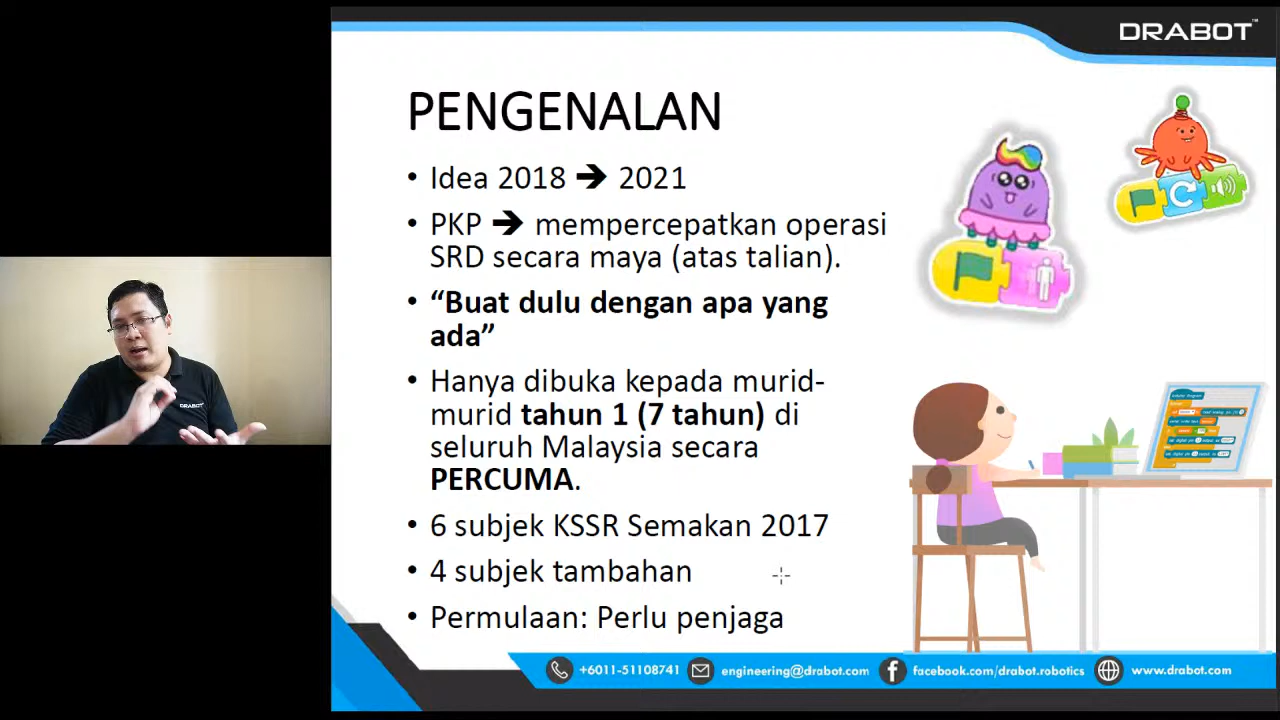 DRABOT™
PENGENALAN
• Idea 2018 ➔ 2021
• PKP ➔ mempercepatkan operasi
SRD secara maya (atas talian).
• “Buat dulu dengan apa yang
ada”
• Hanya dibuka kepada murid-
murid tahun 1 (7 tahun) di
seluruh Malaysia secara
PERCUMA.
• 6 subjek KSSR Semakan 2017
• 4 subjek tambahan
• Permulaan: Perlu penjaga
DRABOT
+6011-51108741 engineering@drabot.com facebook.com/drabot.robotics www.drabot.com